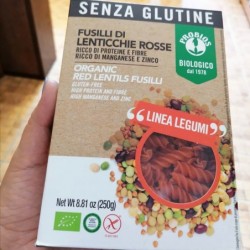 SENZA GLUTINE
FUSILLI DI
LENTICCHIE ROSSE
RICCO DI PROTEINE E FIBRE
RICCO DI MANGANESE E ZINCO
ORGANIC
RED LENTILS FUSILLI
GLUTEN-FREE
HIGH PROTEIN AND FIBRE
HIGH MANGANESE AND ZINC
PROBIOS
BIOLOGICO
dal 1978
"LINEA LEGUMI"
Net Wt 8.81 oz (250g)